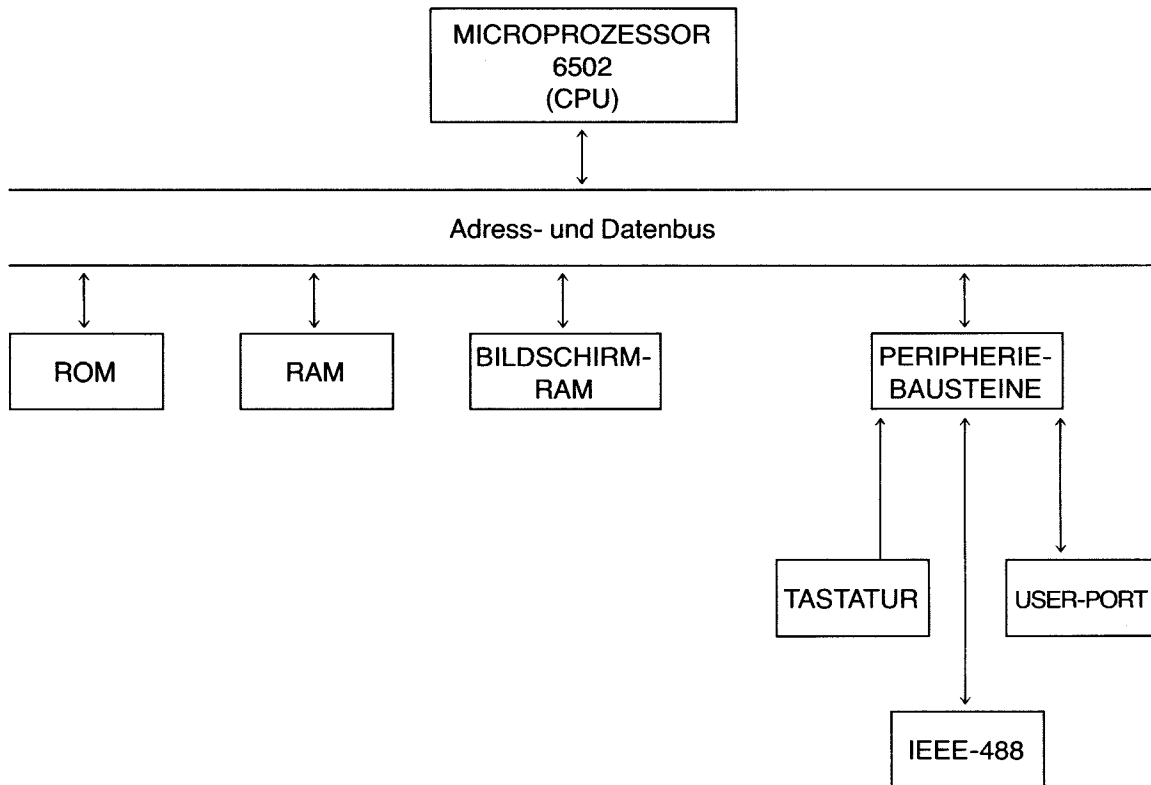 MICROPROZESSOR
6502
(CPU)
Adress- und Datenbus
ROM
RAM
BILDSCHIRM-
RAM
PERIPHERIE-
BAUSTEINE
TASTATUR
USER-PORT
IEEE-488